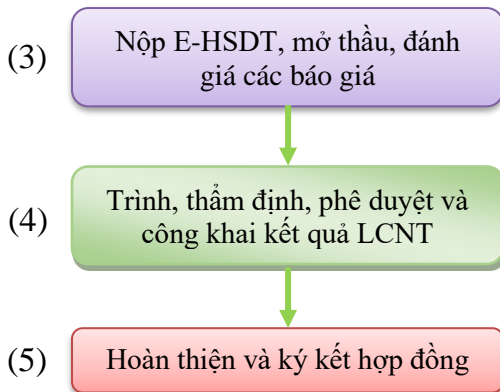 (3)
Nộp E-HSDT, mở thầu, đánh
giá các báo giá
(4)
Trình, thẩm định, phê duyệt và
công khai kết quả LCNT
(5)
Hoàn thiện và ký kết hợp đồng